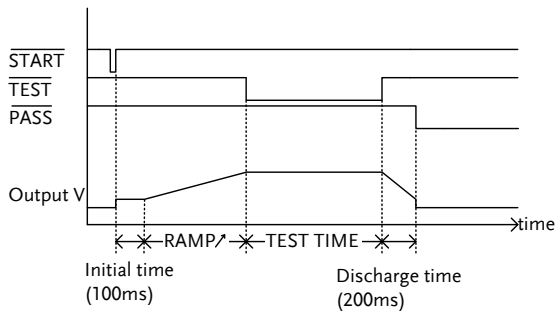 START
TEST
PASS
Output V
time
RAMP↗
TEST TIME
Initial time
(100ms)
Discharge time
(200ms)